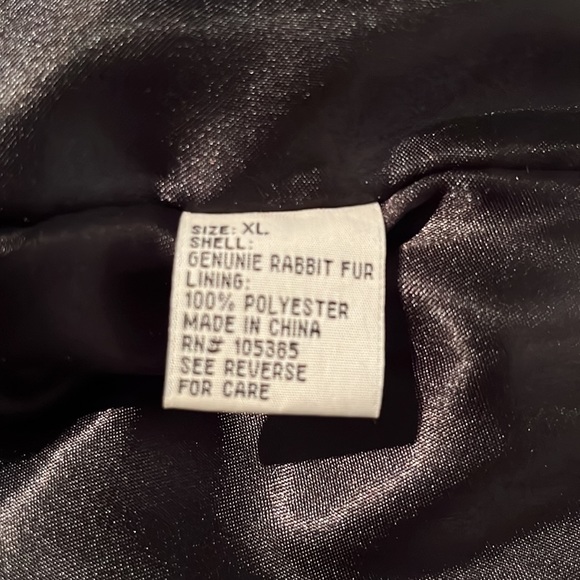 SIZE: XL
SHELL:
GENUNIE RABBIT FUR
LINING:
100% POLYESTER
MADE IN CHINA
RN# 105385
SEE REVERSE
FOR CARE